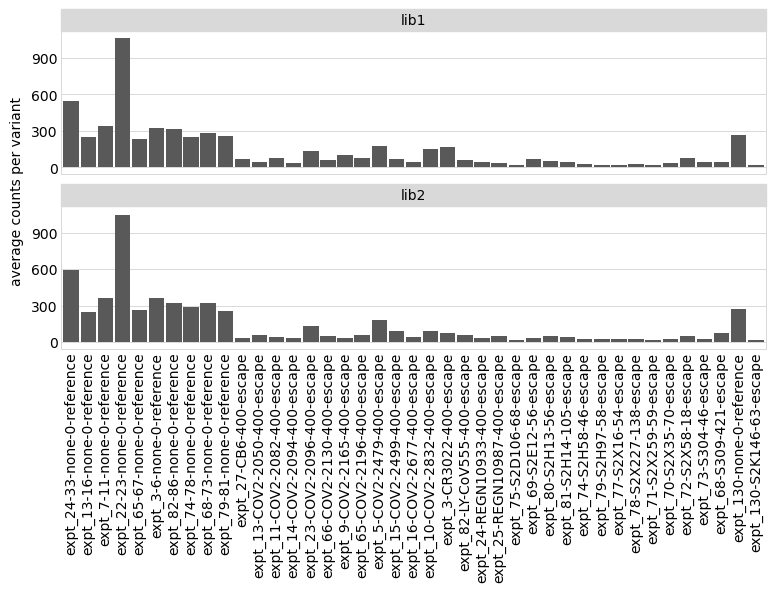 lib1
900
600
300
0
average counts per variant
lib2
900
600
300
0
expt_24-33-none-0-reference
expt_13-16-none-0-reference
expt_7-11-none-0-reference
expt_22-23-none-0-reference
expt_65-67-none-0-reference
expt_3-6-none-0-reference
expt_82-86-none-0-reference
expt_74-78-none-0-reference
expt_68-73-none-0-reference
expt_79-81-none-0-reference
expt_27-CB6-400-escape
expt_13-COV2-2050-400-escape
expt_11-COV2-2082-400-escape
expt_14-COV2-2094-400-escape
expt_23-COV2-2096-400-escape
expt_66-COV2-2130-400-escape
expt_9-COV2-2165-400-escape
expt_65-COV2-2196-400-escape
expt_5-COV2-2479-400-escape
expt_15-COV2-2499-400-escape
expt_16-COV2-2677-400-escape
expt_10-COV2-2832-400-escape
expt_3-CR3022-400-escape
expt_82-LY-CoV555-400-escape
expt_24-REGN10933-400-escape
expt_25-REGN10987-400-escape
expt_75-S2D106-68-escape
expt_69-S2E12-56-escape
expt_80-S2H13-56-escape
expt_81-S2H14-105-escape
expt_74-S2H58-46-escape
expt_79-S2H97-58-escape
expt_77-S2X16-54-escape
expt_78-S2X227-138-escape
expt_71-S2X259-59-escape
expt_70-S2X35-70-escape
expt_72-S2X58-18-escape
expt_73-S304-46-escape
expt_68-S309-421-escape
expt_130-none-0-reference
expt_130-S2K146-63-escape